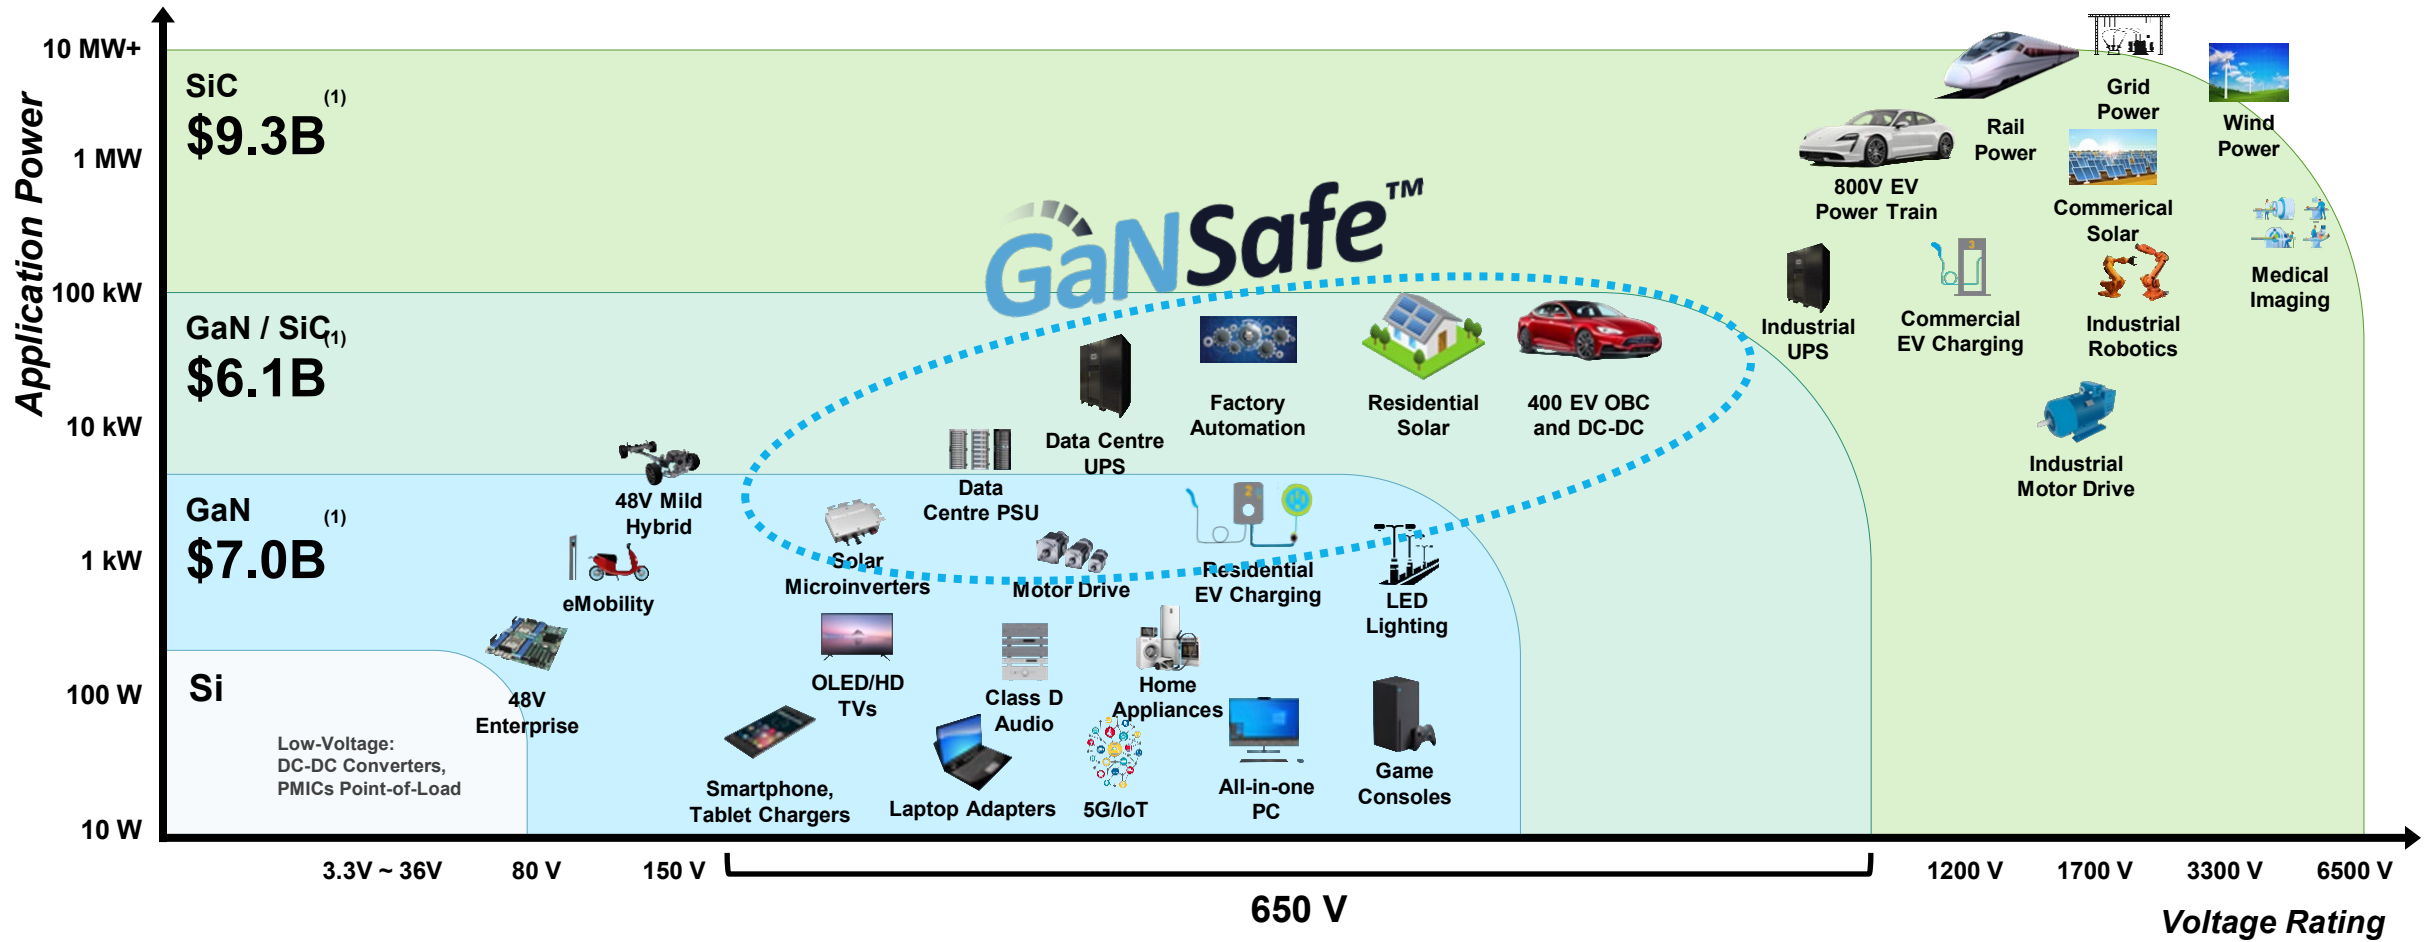 10 MW+
1 MW
100 kW
10 kW
1 kW
100 W
10 W
Application Power
SiC
(1)
$9.3B
GaN / SiC
(1)
$6.1B
GaN
(1)
$7.0B
Si
Low-Voltage:
DC-DC Converters,
PMICs Point-of-Load
GaNSafe™
Rail
Power
Grid
Power
Wind
Power
800V EV
Power Train
Commerical
Solar
Medical
Imaging
Industrial
UPS
3
Commercial
EV Charging
Industrial
Robotics
Industrial
Motor Drive
Data Centre
UPS
Factory
Automation
Residential
Solar
400 EV OBC
and DC-DC
48V Mild
Hybrid
Data
Centre PSU
2
eMobility
Solar
Microinverters
Motor Drive
Residential
EV Charging
LED
Lighting
48V
Enterprise
OLED/HD
TVs
Class D
Audio
Home
Appliances
Smartphone,
Tablet Chargers
Laptop Adapters
5G/IoT
All-in-one
PC
Game
Consoles
3.3V ~ 36V
80 V
150 V
650 V
1200 V
1700 V
3300 V
6500 V
Voltage Rating